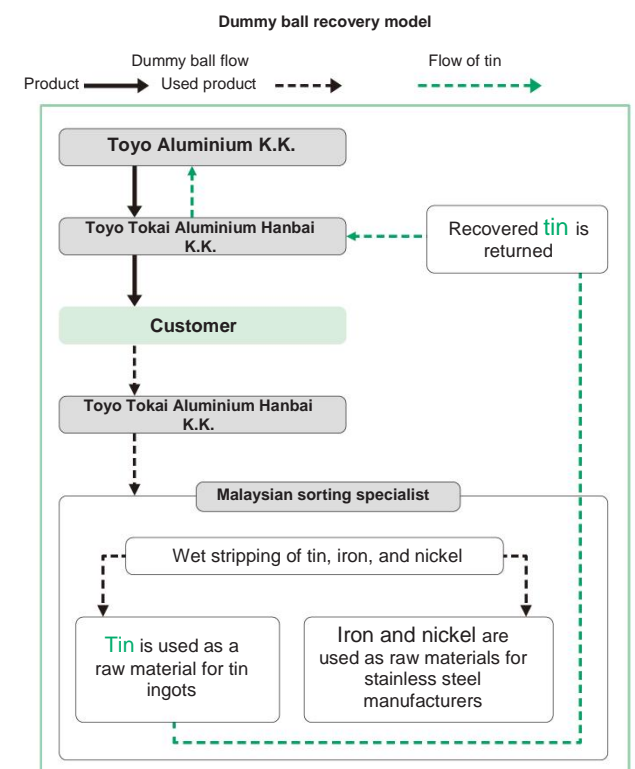 Dummy ball recovery model
Dummy ball flow
Flow of tin
Product
Used product
Toyo Aluminium K.K.
Toyo Tokai Aluminium Hanbai
K.K.
Recovered tin is
returned
Customer
Toyo Tokai Aluminium Hanbai
K.K.
Malaysian sorting specialist
Wet stripping of tin, iron, and nickel
Tin is used as a
raw material for tin
ingots
Iron and nickel are
used as raw materials for
stainless steel
manufacturers